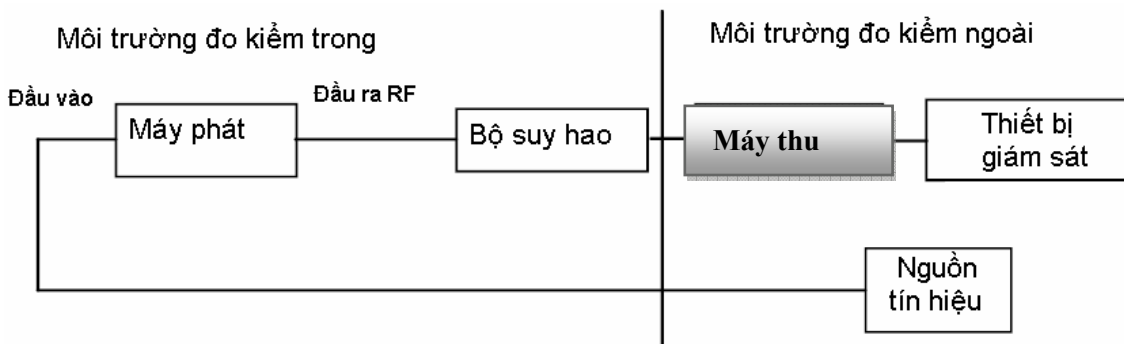 Môi trường đo kiểm trong
Môi trường đo kiểm ngoài
Đầu vào
Đầu ra RF
Máy phát
Bộ suy hao
Máy thu
Thiết bị
giám sát
Nguồn
tín hiệu